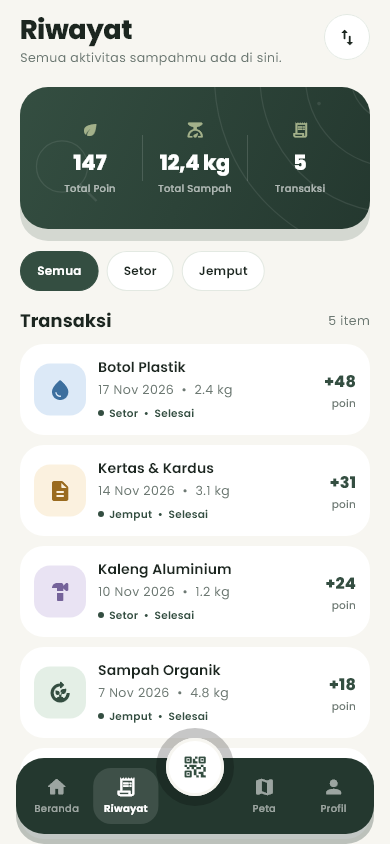 Riwayat
Semua aktivitas sampahmu ada di sini.
147 12,4 kg 5
Total Poin Total Sampah Transaksi
Semua Setor Jemput
Transaksi 5 item
Botol Plastik
17 Nov 2026 • 2.4 kg +48
• Setor • Selesai poin
Kertas & Kardus
14 Nov 2026 • 3.1 kg +31
• Jemput • Selesai poin
Kaleng Aluminium
10 Nov 2026 • 1.2 kg +24
• Setor • Selesai poin
Sampah Organik
7 Nov 2026 • 4.8 kg +18
• Jemput • Selesai poin
Beranda Riwayat Peta Profil